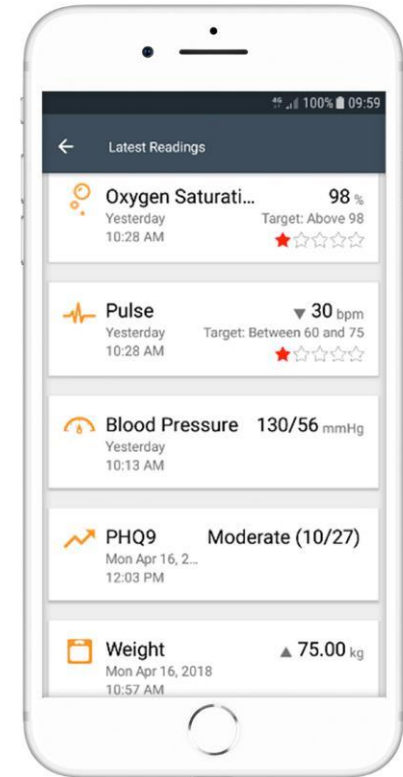 4G 100% 09:59
Latest Readings
Oxygen Saturati... 98 %
Yesterday Target: Above 98
10:28 AM
Pulse ▼ 30 bpm
Yesterday Target: Between 60 and 75
10:28 AM
Blood Pressure 130/56 mmHg
Yesterday
10:13 AM
PHQ9 Moderate (10/27)
Mon Apr 16, 2...
12:03 PM
Weight ▲ 75.00 kg
Mon Apr 16, 2018
10:57 AM